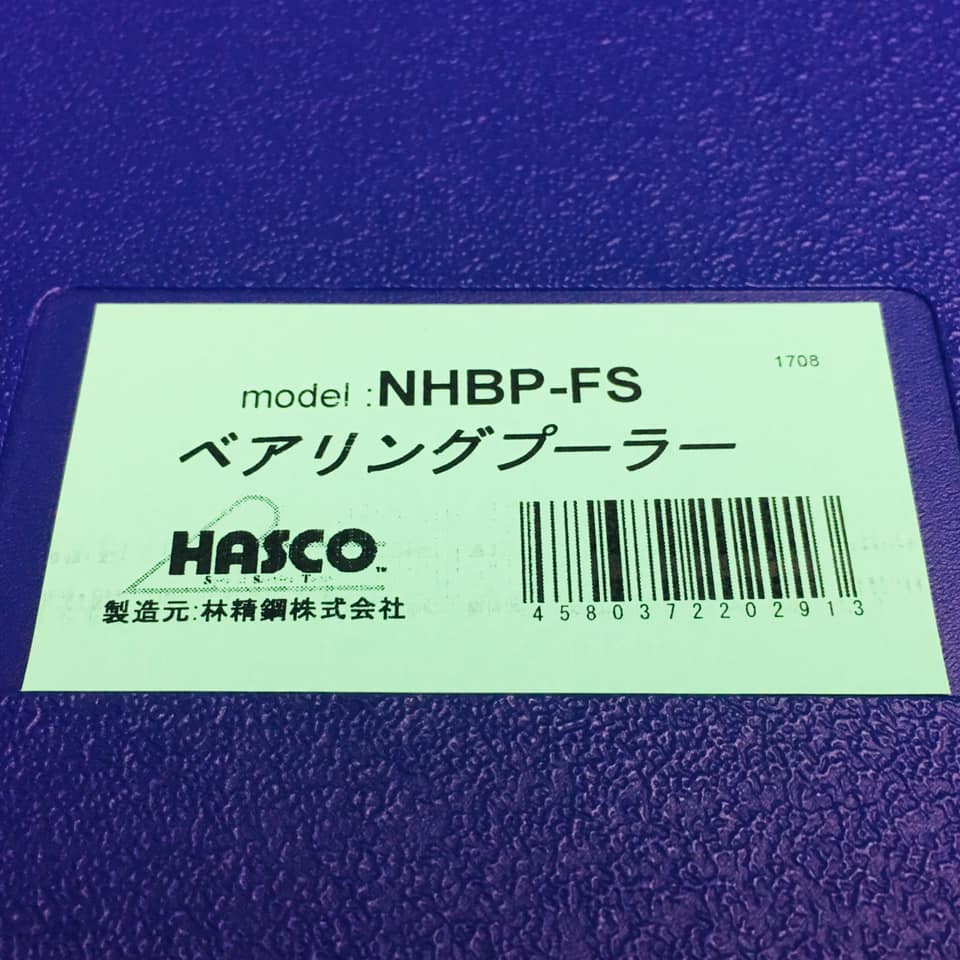 1708
model : NHBP-FS
ベアリングプーラー
HASCO™
製造元:林精鋼株式会社
4580372202913